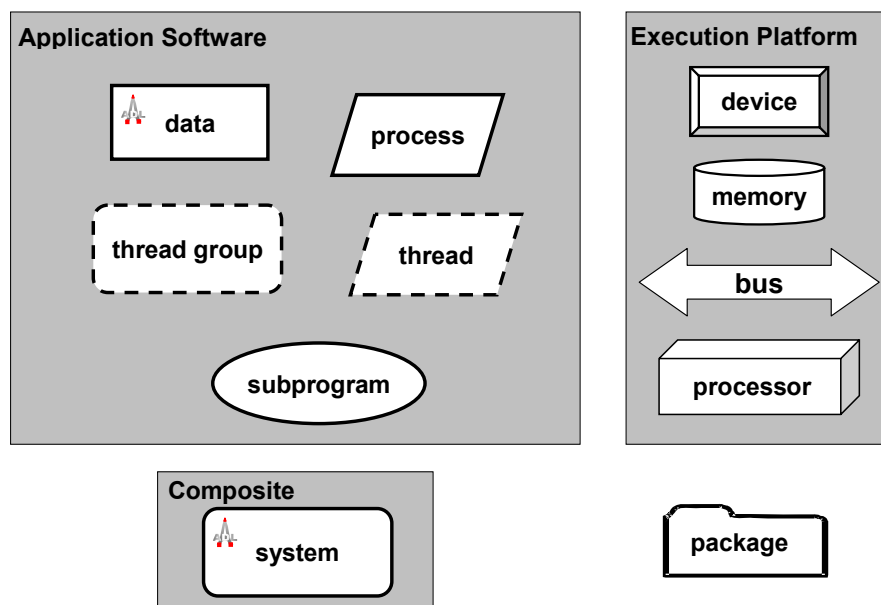 Application Software
data
process
thread group
thread
subprogram
Execution Platform
device
memory
bus
processor
Composite
system
package